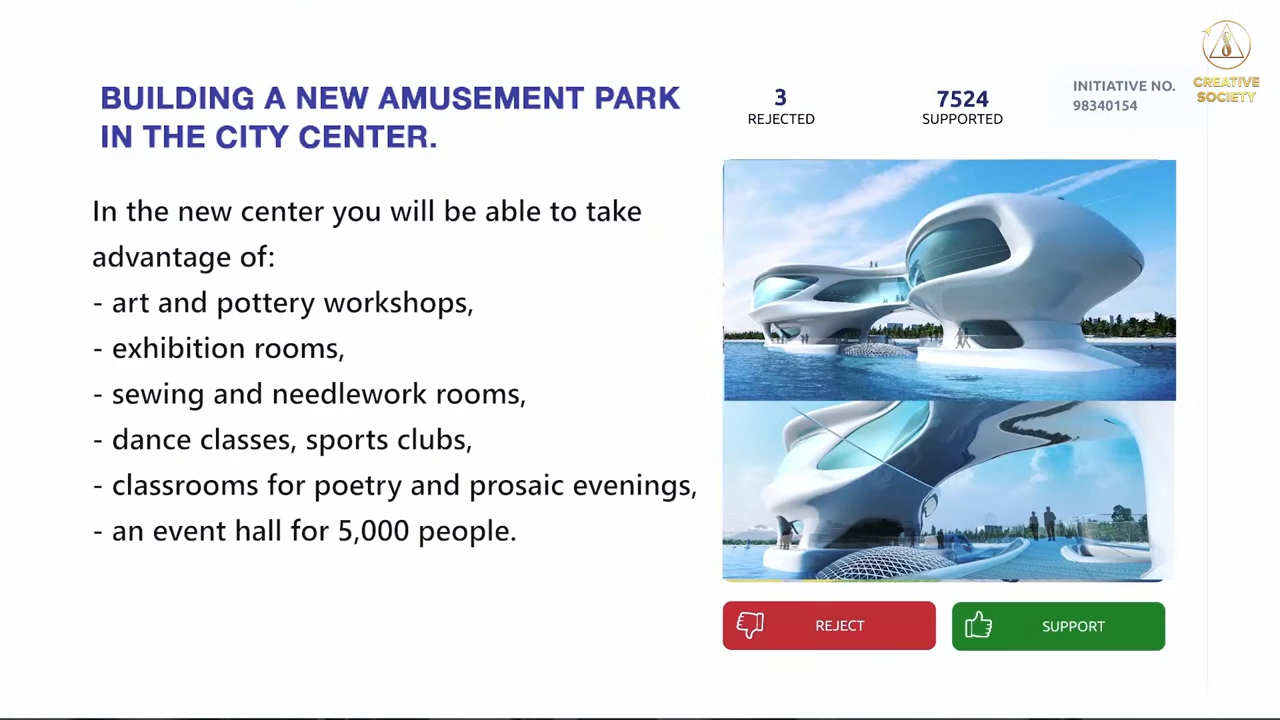 BUILDING A NEW AMUSEMENT PARK
IN THE CITY CENTER.
3
REJECTED
7524
SUPPORTED
INITIATIVE NO.
98340154
CREATIVE
SOCIETY
In the new center you will be able to take
advantage of:
- art and pottery workshops,
- exhibition rooms,
- sewing and needlework rooms,
- dance classes, sports clubs,
- classrooms for poetry and prosaic evenings,
- an event hall for 5,000 people.
REJECT
SUPPORT